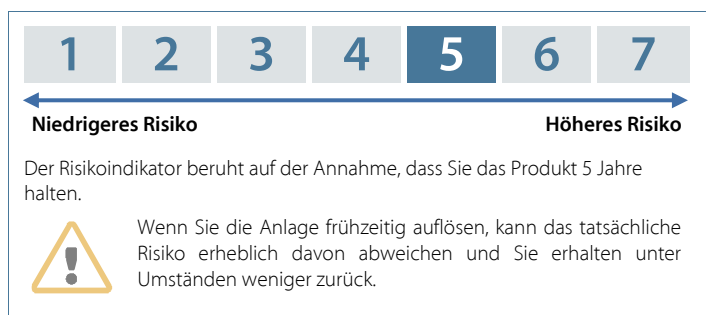 1 2 3 4 5 6 7
Niedrigeres Risiko Höheres Risiko
Der Risikoindikator beruht auf der Annahme, dass Sie das Produkt 5 Jahre
halten.
Wenn Sie die Anlage frühzeitig auflösen, kann das tatsächliche
Risiko erheblich davon abweichen und Sie erhalten unter
Umständen weniger zurück.